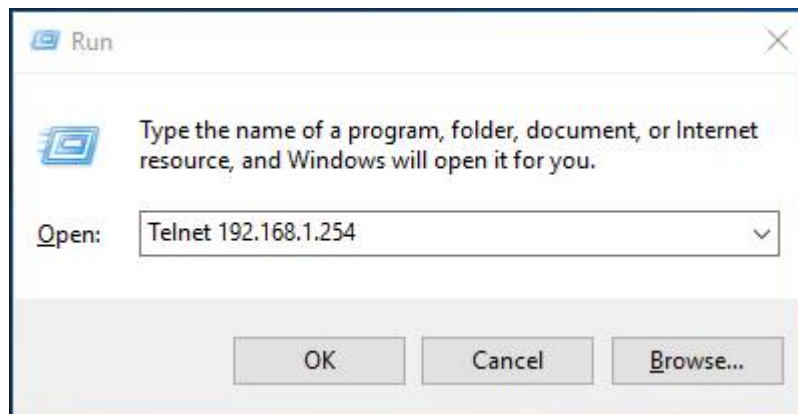 Run
Type the name of a program, folder, document, or Internet
resource, and Windows will open it for you.
Open: Telnet 192.168.1.254
OK Cancel Browse...